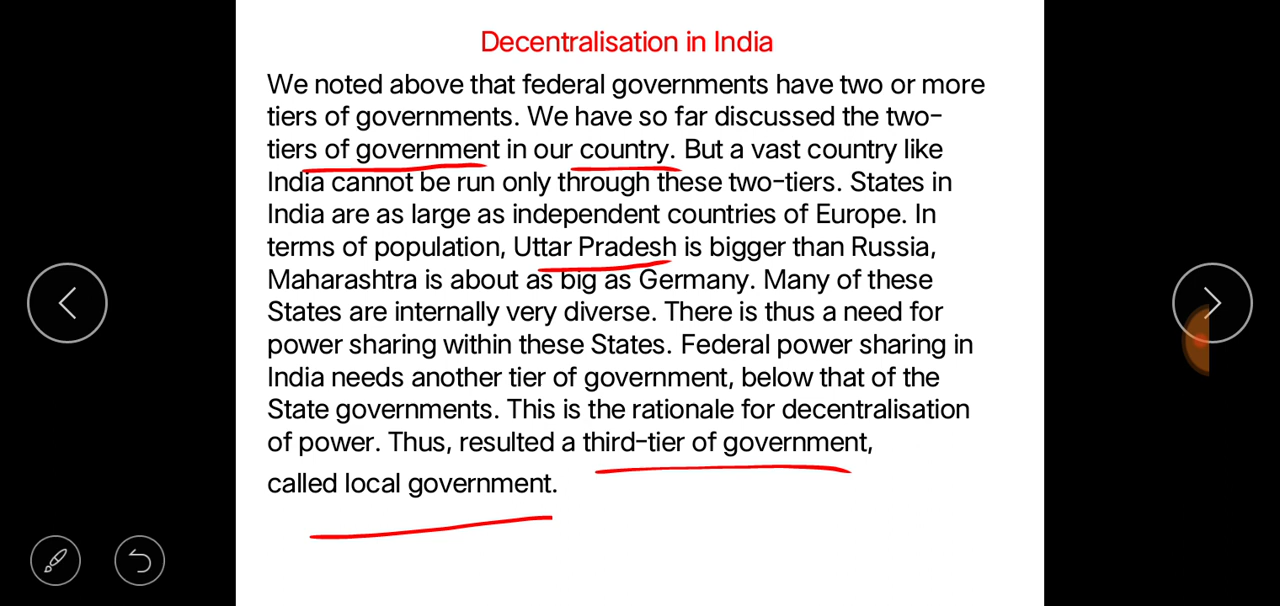 Decentralisation in India
We noted above that federal governments have two or more
tiers of governments. We have so far discussed the two-
tiers of government in our country. But a vast country like
India cannot be run only through these two-tiers. States in
India are as large as independent countries of Europe. In
terms of population, Uttar Pradesh is bigger than Russia,
Maharashtra is about as big as Germany. Many of these
States are internally very diverse. There is thus a need for
power sharing within these States. Federal power sharing in
India needs another tier of government, below that of the
State governments. This is the rationale for decentralisation
of power. Thus, resulted a third-tier of government,
called local government.